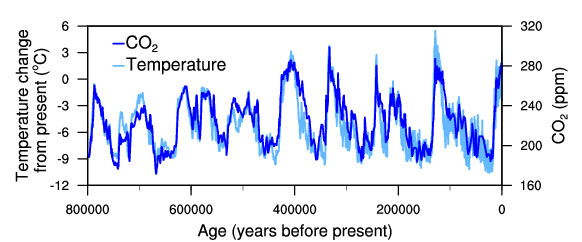 Temperature change
from present (°C)
6
3
0
-3
-6
-9
-12
CO2
Temperature
320
280
240
200
160
CO2 (ppm)
800000
600000
400000
200000
0
Age (years before present)